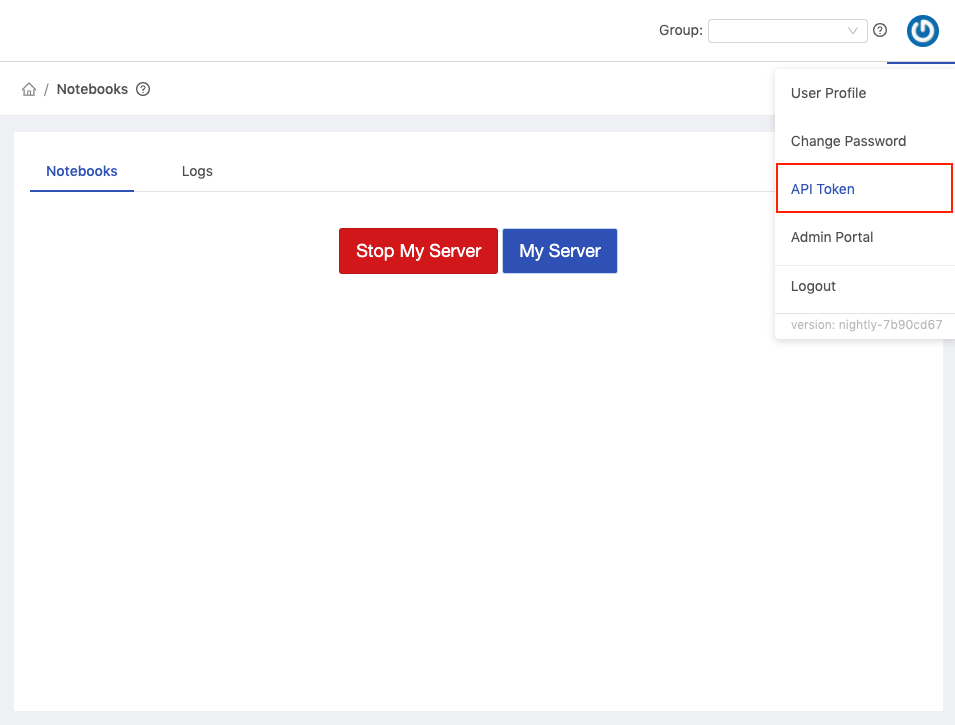 Group:
/ Notebooks
Notebooks Logs
Stop My Server My Server
User Profile
Change Password
API Token
Admin Portal
Logout
version: nightly-7b90cd67